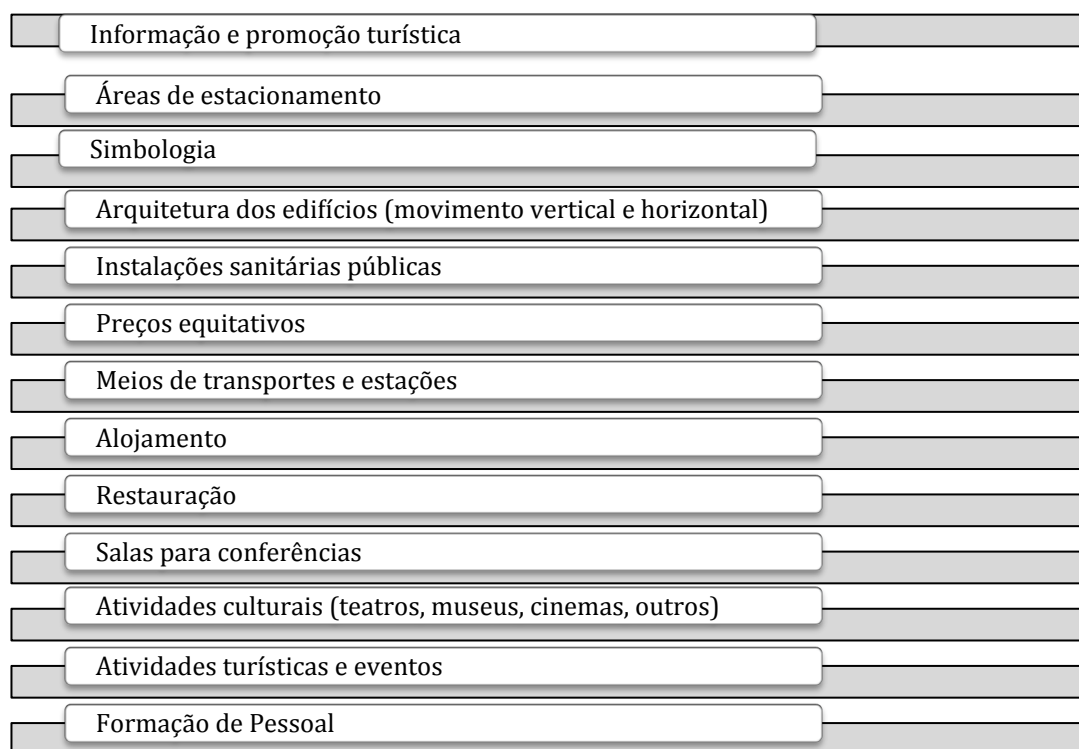 Informação e promoção turística
Áreas de estacionamento
Simbologia
Arquitetura dos edifícios (movimento vertical e horizontal)
Instalações sanitárias públicas
Preços equitativos
Meios de transportes e estações
Alojamento
Restauração
Salas para conferências
Atividades culturais (teatros, museus, cinemas, outros)
Atividades turísticas e eventos
Formação de Pessoal